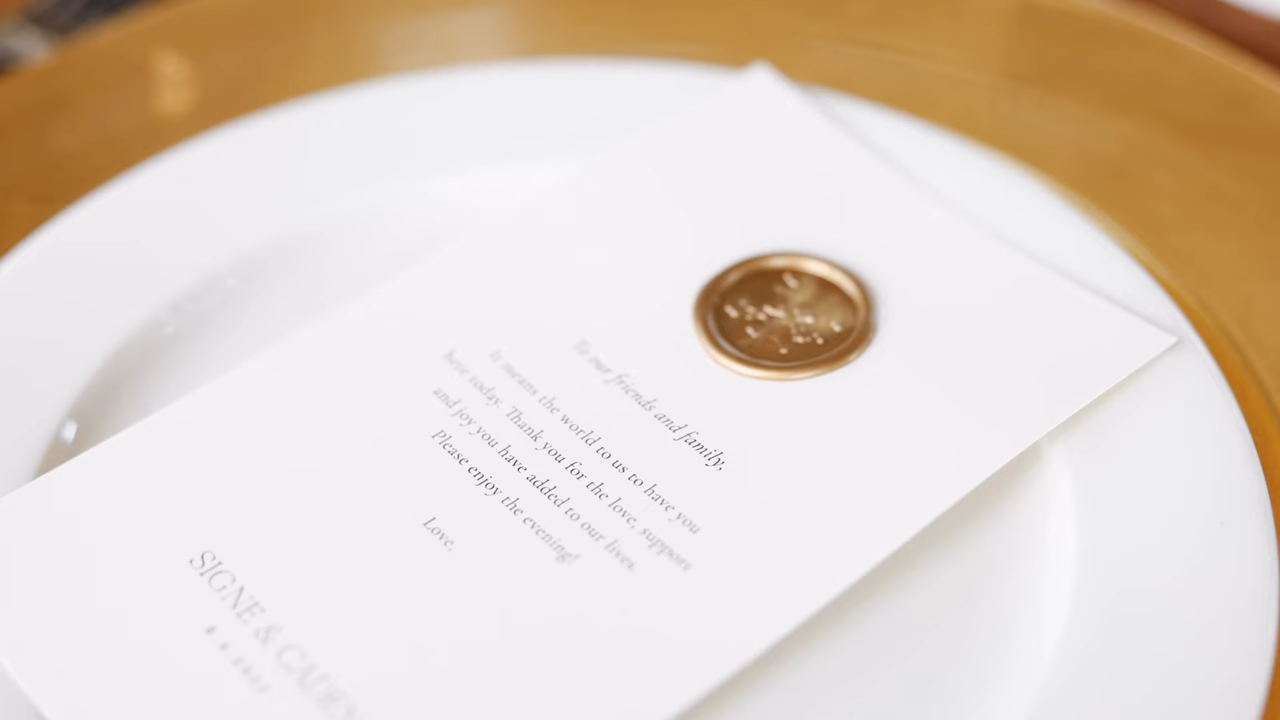 To our friends and family,
It means the world to us to have you
here today. Thank you for the love, support
and joy you have added to our lives.
Please enjoy the evening!
Love,
SIGNE & CADEN